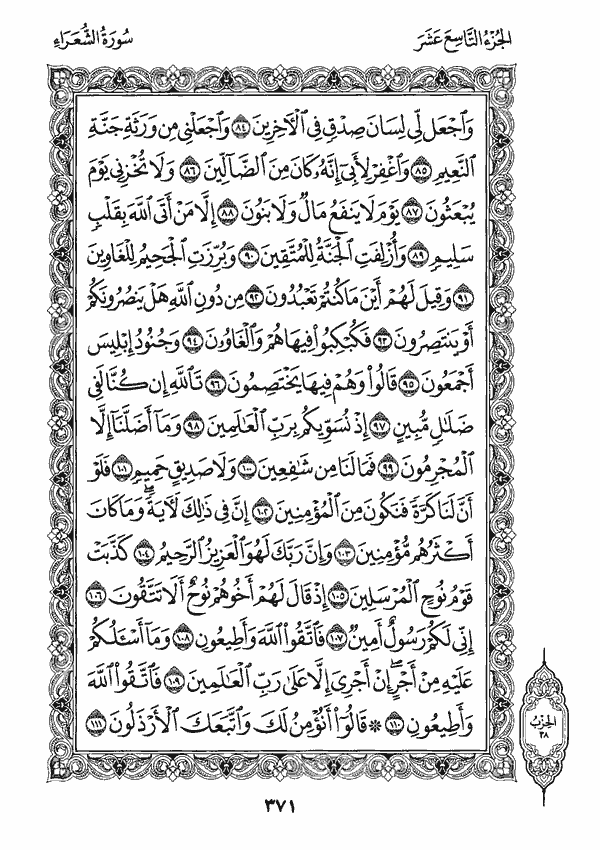 الجزء التاسع عشر
سورة الشعراء
وَٱجْعَل لِّى لِسَانَ صِدْقٍ فِى ٱلْءَاخِرِينَ ٨٤ وَٱجْعَلْنِى مِن وَرَثَةِ جَنَّةِ
ٱلنَّعِيمِ ٨٥ وَٱغْفِرْ لِأَبِىٓ إِنَّهُۥ كَانَ مِنَ ٱلضَّآلِّينَ ٨٦ وَلَا تُخْزِنِى يَوْمَ
يُبْعَثُونَ ٨٧ يَوْمَ لَا يَنفَعُ مَالٌ وَلَا بَنُونَ ٨٨ إِلَّا مَنْ أَتَى ٱللَّهَ بِقَلْبٍ
سَلِيمٍ ٨٩ وَأُزْلِفَتِ ٱلْجَنَّةُ لِلْمُتَّقِينَ ٩٠ وَبُرِّزَتِ ٱلْجَحِيمُ لِلْغَاوِينَ
٩١ وَقِيلَ لَهُمْ أَيْنَ مَا كُنتُمْ تَعْبُدُونَ ٩٢ مِن دُونِ ٱللَّهِ هَلْ يَنصُرُونَكُمْ
أَوْ يَنتَصِرُونَ ٩٣ فَكُبْكِبُوا۟ فِيهَا هُمْ وَٱلْغَاوُۥنَ ٩٤ وَجُنُودُ إِبْلِيسَ
أَجْمَعُونَ ٩٥ قَالُوا۟ وَهُمْ فِيهَا يَخْتَصِمُونَ ٩٦ تَٱللَّهِ إِن كُنَّا لَفِى
ضَلَٰلٍ مُّبِينٍ ٩٧ إِذْ نُسَوِّيكُم بِرَبِّ ٱلْعَٰلَمِينَ ٩٨ وَمَآ أَضَلَّنَآ إِلَّا
ٱلْمُجْرِمُونَ ٩٩ فَمَا لَنَا مِن شَٰفِعِينَ ١٠٠ وَلَا صَدِيقٍ حَمِيمٍ ١٠١ فَلَوْ
أَنَّ لَنَا كَرَّةً فَنَكُونَ مِنَ ٱلْمُؤْمِنِينَ ١٠٢ إِنَّ فِى ذَٰلِكَ لَءَايَةً ۖ وَمَا كَانَ
أَكْثَرُهُم مُّؤْمِنِينَ ١٠٣ وَإِنَّ رَبَّكَ لَهُوَ ٱلْعَزِيزُ ٱلرَّحِيمُ ١٠٤ كَذَّبَتْ
قَوْمُ نُوحٍ ٱلْمُرْسَلِينَ ١٠٥ إِذْ قَالَ لَهُمْ أَخُوهُمْ نُوحٌ أَلَا تَتَّقُونَ ١٠٦
إِنِّى لَكُمْ رَسُولٌ أَمِينٌ ١٠٧ فَٱتَّقُوا۟ ٱللَّهَ وَأَطِيعُونِ ١٠٨ وَمَآ أَسْـَٔلُكُمْ
عَلَيْهِ مِنْ أَجْرٍ ۖ إِنْ أَجْرِىَ إِلَّا عَلَىٰ رَبِّ ٱلْعَٰلَمِينَ ١٠٩ فَٱتَّقُوا۟ ٱللَّهَ
وَأَطِيعُونِ ١١٠ ۞ قَالُوٓا۟ أَنُؤْمِنُ لَكَ وَٱتَّبَعَكَ ٱلْأَرْذَلُونَ ١١١
الحزب
٣٨
٣٧١